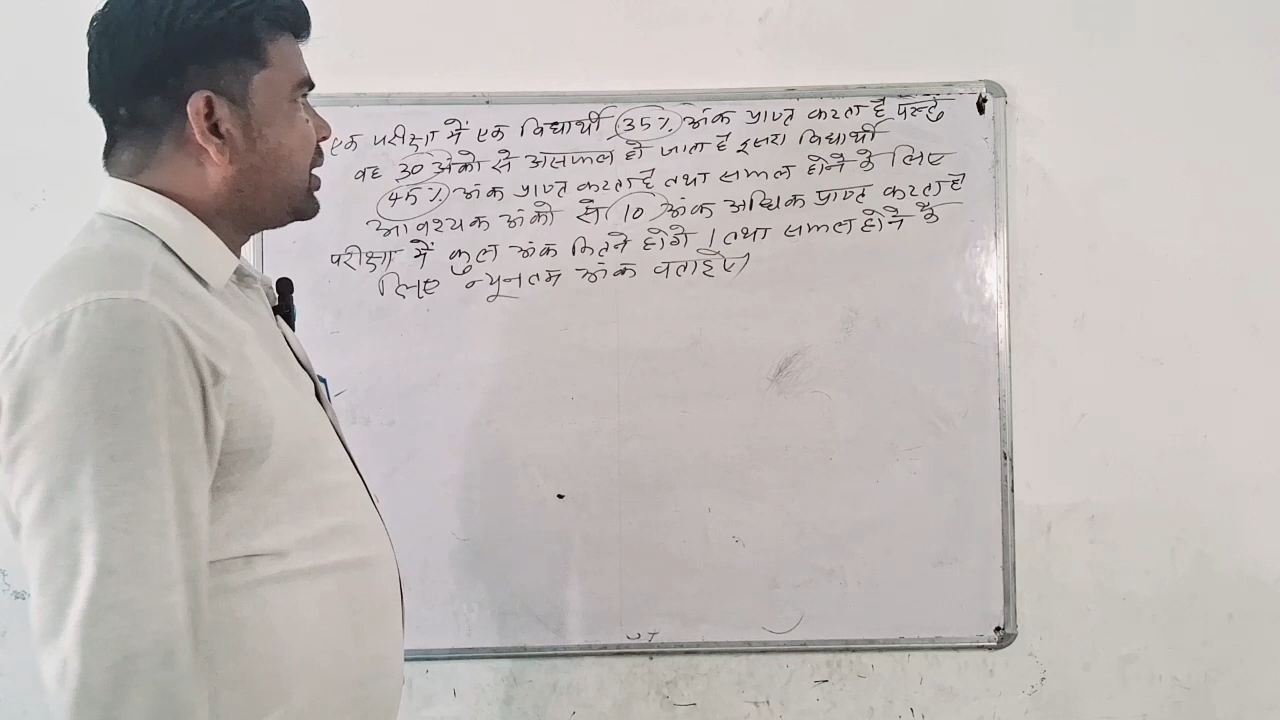 एक परीक्षा में एक विद्यार्थी 35% अंक प्राप्त करता है परन्तु
वह 30 अंको से असफल हो जाता है दूसरा विद्यार्थी
45% अंक प्राप्त करता है तथा सफल होने के लिए
आवश्यक अंको से 10 अंक अधिक प्राप्त करता है
परीक्षा में कुल अंक कितने होंगे । तथा सफल होने के
लिए न्यूनतम अंक बताइए